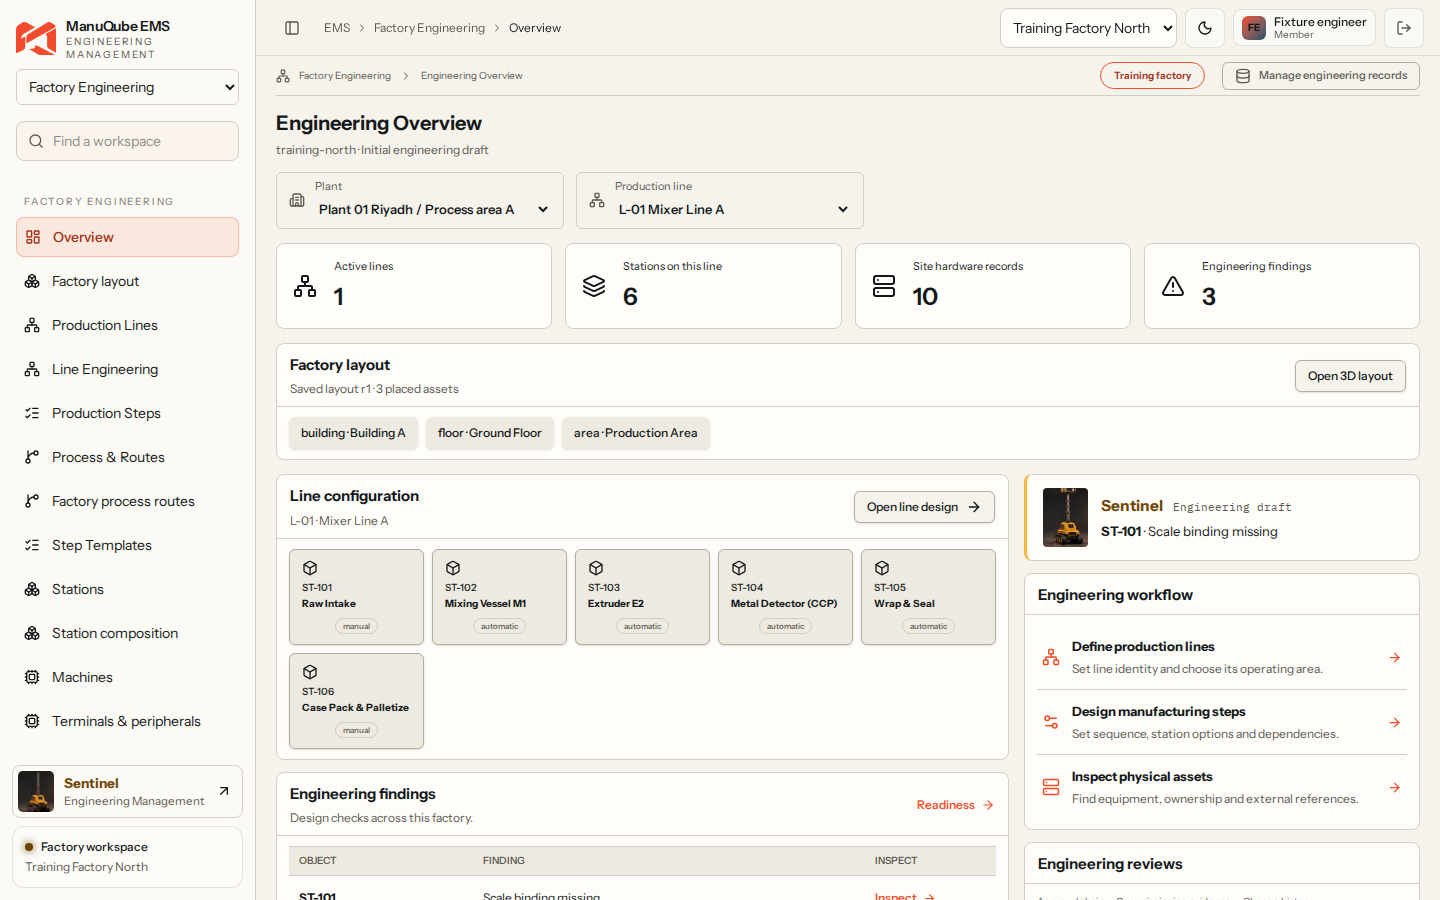 ManuQube EMS
ENGINEERING
MANAGEMENT
Factory Engineering
Find a workspace
FACTORY ENGINEERING
Overview
Factory layout
Production Lines
Line Engineering
Production Steps
Process & Routes
Factory process routes
Step Templates
Stations
Station composition
Machines
Terminals & peripherals
Sentinel
Engineering Management
Factory workspace
Training Factory North
EMS
Factory Engineering
Overview
Training Factory North
FE
Fixture engineer
Member
Factory Engineering
Engineering Overview
Training factory
Manage engineering records
Engineering Overview
training-north·Initial engineering draft
Plant
Plant 01 Riyadh / Process area A
Production line
L-01 Mixer Line A
Active lines
1
Stations on this line
6
Site hardware records
10
Engineering findings
3
Factory layout
Saved layout r1·3 placed assets
Open 3D layout
building·Building A
floor·Ground Floor
area·Production Area
Line configuration
L-01·Mixer Line A
Open line design
ST-101
Raw Intake
manual
ST-102
Mixing Vessel M1
automatic
ST-103
Extruder E2
automatic
ST-104
Metal Detector (CCP)
automatic
ST-105
Wrap & Seal
automatic
ST-106
Case Pack & Palletize
manual
Sentinel Engineering draft
ST-101·Scale binding missing
Engineering workflow
Define production lines
Set line identity and choose its operating area.
Design manufacturing steps
Set sequence, station options and dependencies.
Inspect physical assets
Find equipment, ownership and external references.
Engineering findings
Design checks across this factory.
Readiness
OBJECT FINDING INSPECT
ST-101 Scale binding missing Inspect
Engineering reviews